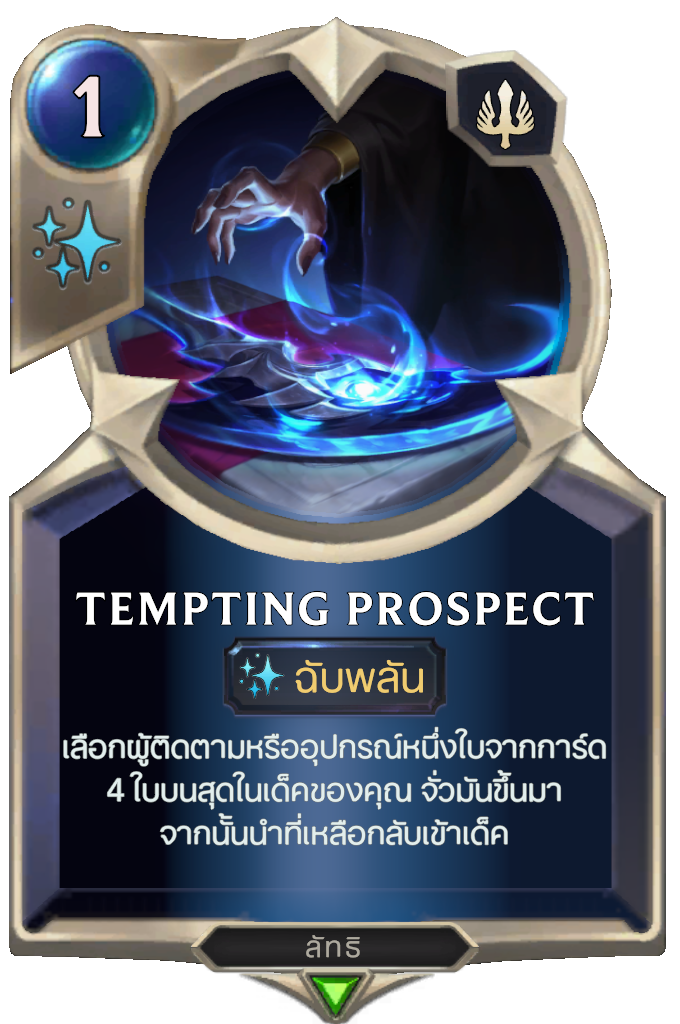 1
TEMPTING PROSPECT
ฉับพลัน
เลือกผู้ติดตามหรืออุปกรณ์หนึ่งใบจากการ์ด
4 ใบบนสุดในเด็คของคุณ จั่วมันขึ้นมา
จากนั้นนำที่เหลือกลับเข้าเด็ค
ลัทธิ